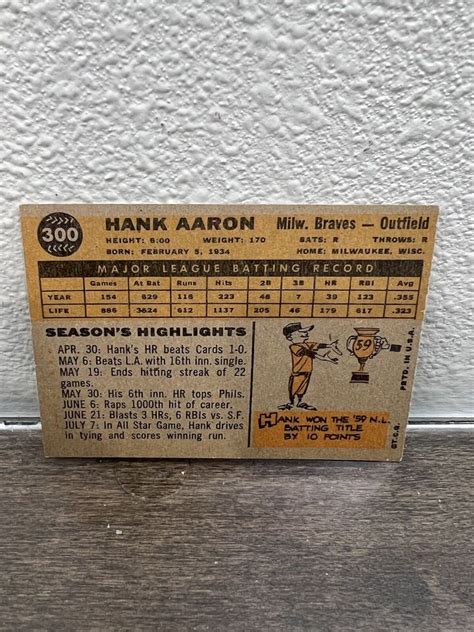 300
HANK AARON Milw. Braves — Outfield
HEIGHT: 6:00 WEIGHT: 170 BATS: R THROWS: R
BORN: FEBRUARY 5, 1934 HOME: MILWAUKEE, WISC.
MAJOR LEAGUE BATTING RECORD
Games At Bat Runs Hits 2B 3B HR RBI Avg.
YEAR 154 629 116 223 46 7 39 123 .355
LIFE 886 3524 612 1137 205 46 179 617 .323
SEASON'S HIGHLIGHTS
APR. 30: Hank's HR beats Cards 1-0.
MAY 6: Beats L.A. with 16th inn. single.
MAY 19: Ends hitting streak of 22
games.
MAY 30: His 6th inn. HR tops Phils.
JUNE 6: Raps 1000th hit of career.
JUNE 21: Blasts 3 HRs, 6 RBIs vs. S.F.
JULY 7: In All Star Game, Hank drives
in tying and scores winning run.
59
HANK WON THE '59 N.L.
BATTING TITLE
BY 10 POINTS
©T.C.G. PRTD. IN U.S.A.